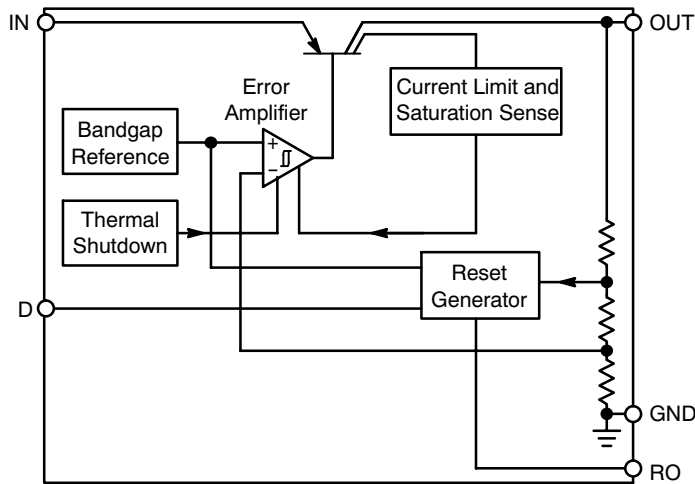 IN
OUT
Error
Amplifier
Current Limit and
Saturation Sense
Bandgap
Reference
+
−
Thermal
Shutdown
Reset
Generator
D
GND
RO